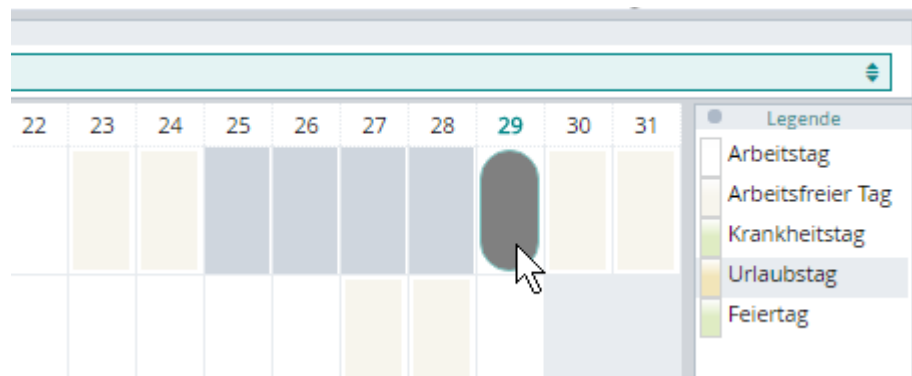 22 23 24 25 26 27 28 29 30 31
Legende
Arbeitstag
Arbeitsfreier Tag
Krankheitstag
Urlaubstag
Feiertag